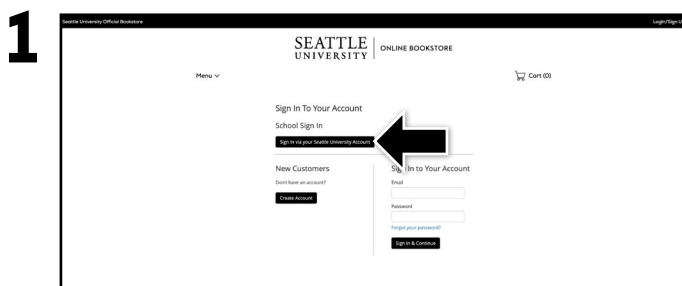 1
Seattle University Official Bookstore
Login/Sign U
SEATTLE
UNIVERSITY
ONLINE BOOKSTORE
Menu
Cart (0)
Sign In To Your Account
School Sign In
Sign In via your Seattle University Account
New Customers
Don't have an account?
Create Account
Sign In to Your Account
Email
Password
Forgot your password?
Sign In & Continue